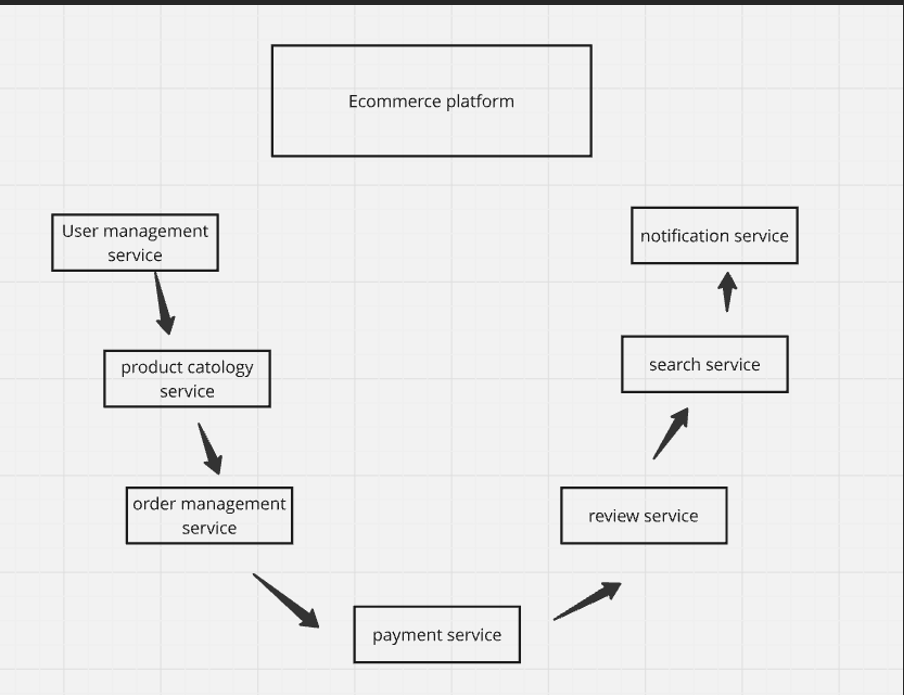 Ecommerce platform
User management
service
notification service
product catology
service
search service
order management
service
review service
payment service